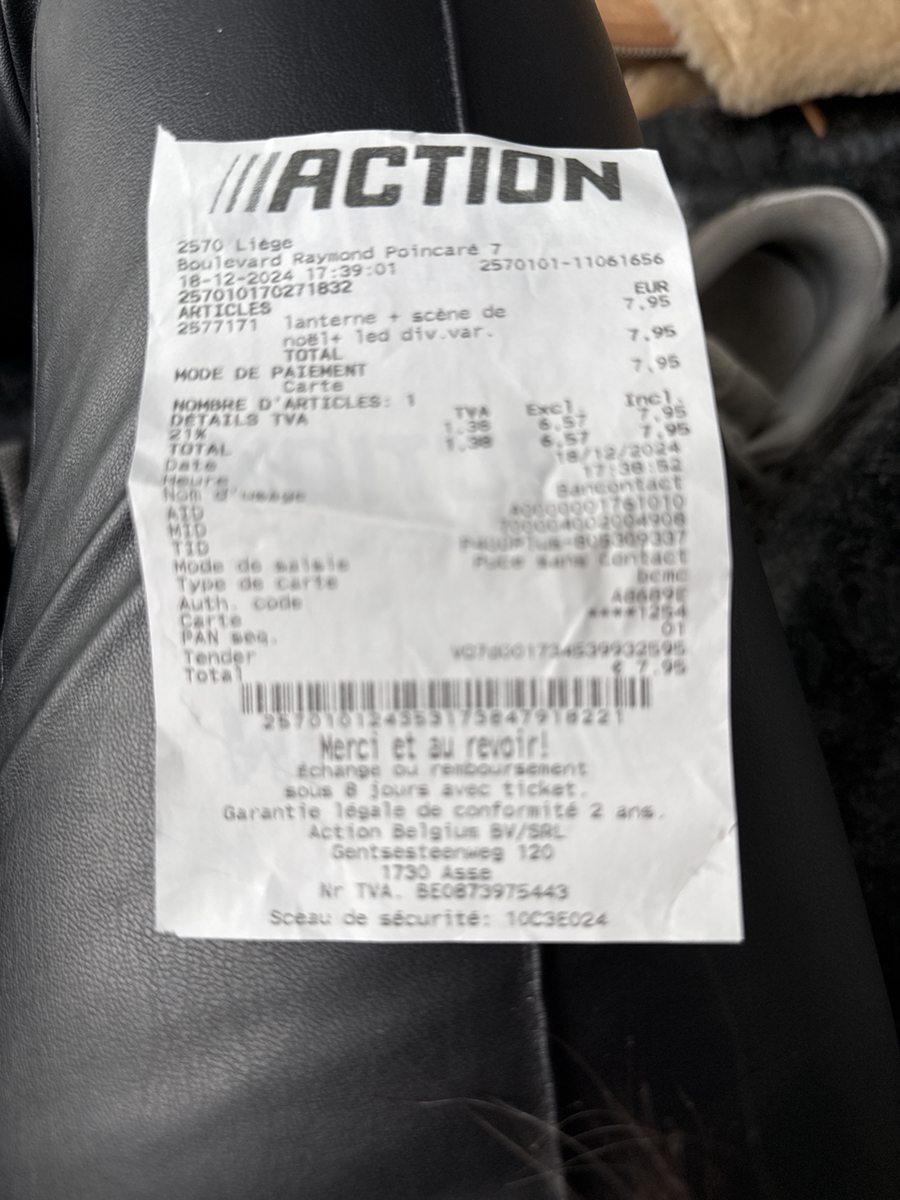 ACTION
2570 Liège
Boulevard Raymond Poincaré 7
18-12-2024 17:39:01 2570101-11061656
257010170271832 EUR
ARTICLES 7,95
2577171 lanterne + scène de
noël+ led div.var. 7,95
TOTAL
MODE DE PAIEMENT 7,95
Carte
NOMBRE D'ARTICLES: 1
DÉTAILS TVA TVA Excl. Incl.
21% 1,38 6,57 7,95
TOTAL 1,38 6,57 7,95
Date 18/12/2024
Heure 17:38:52
Nom d'usage Bancontact
AID
MID
TID
Mode de saisie Puce sans Contact
Type de carte bcmc
Auth. code
Carte ****1254
PAN seq. 01
Tender
Total € 7,95
Merci et au revoir!
Échange ou remboursement
sous 8 jours avec ticket.
Garantie légale de conformité 2 ans.
Action Belgium BV/SRL
Gentsesteenweg 120
1730 Asse
Nr TVA. BE0873975443
Sceau de sécurité: 10C3E024